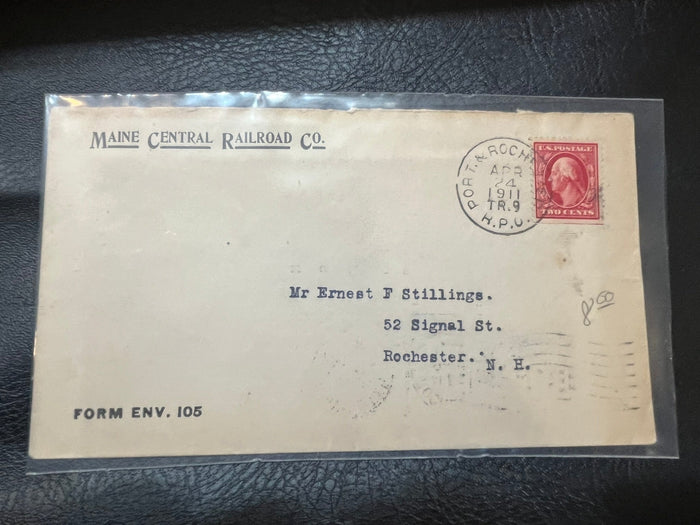 MAINE CENTRAL RAILROAD CO.
PORT. & ROCH
APR
24
1911
TR.9
R.P.O.
U.S. POSTAGE
TWO CENTS
Mr Ernest F Stillings.
52 Signal St.
Rochester. N. H.
8.00
FORM ENV. 105